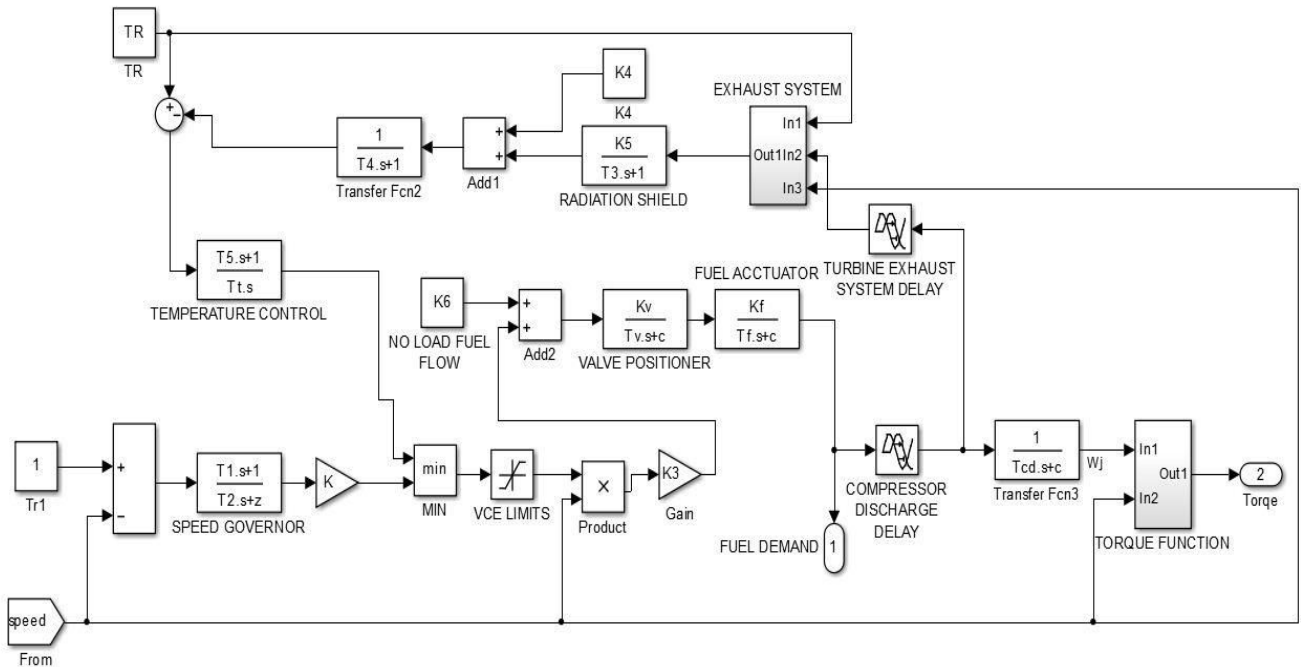 TR
TR
K4
K4
EXHAUST SYSTEM
In1
Out1In2
In3
1
T4.s+1
Transfer Fcn2
+
+
Add1
K5
T3.s+1
RADIATION SHIELD
+
−
T5.s+1
Tt.s
TEMPERATURE CONTROL
K6
NO LOAD FUEL
FLOW
+
+
Add2
Kv
Tv.s+c
VALVE POSITIONER
FUEL ACCTUATOR
Kf
Tf.s+c
TURBINE EXHAUST
SYSTEM DELAY
1
Tr1
+
−
T1.s+1
T2.s+z
SPEED GOVERNOR
K
min
MIN
VCE LIMITS
×
Product
K3
Gain
FUEL DEMAND
1
COMPRESSOR
DISCHARGE
DELAY
1
Tcd.s+c
Transfer Fcn3
Wj
In1
Out1
In2
TORQUE FUNCTION
2
Torqe
speed
From